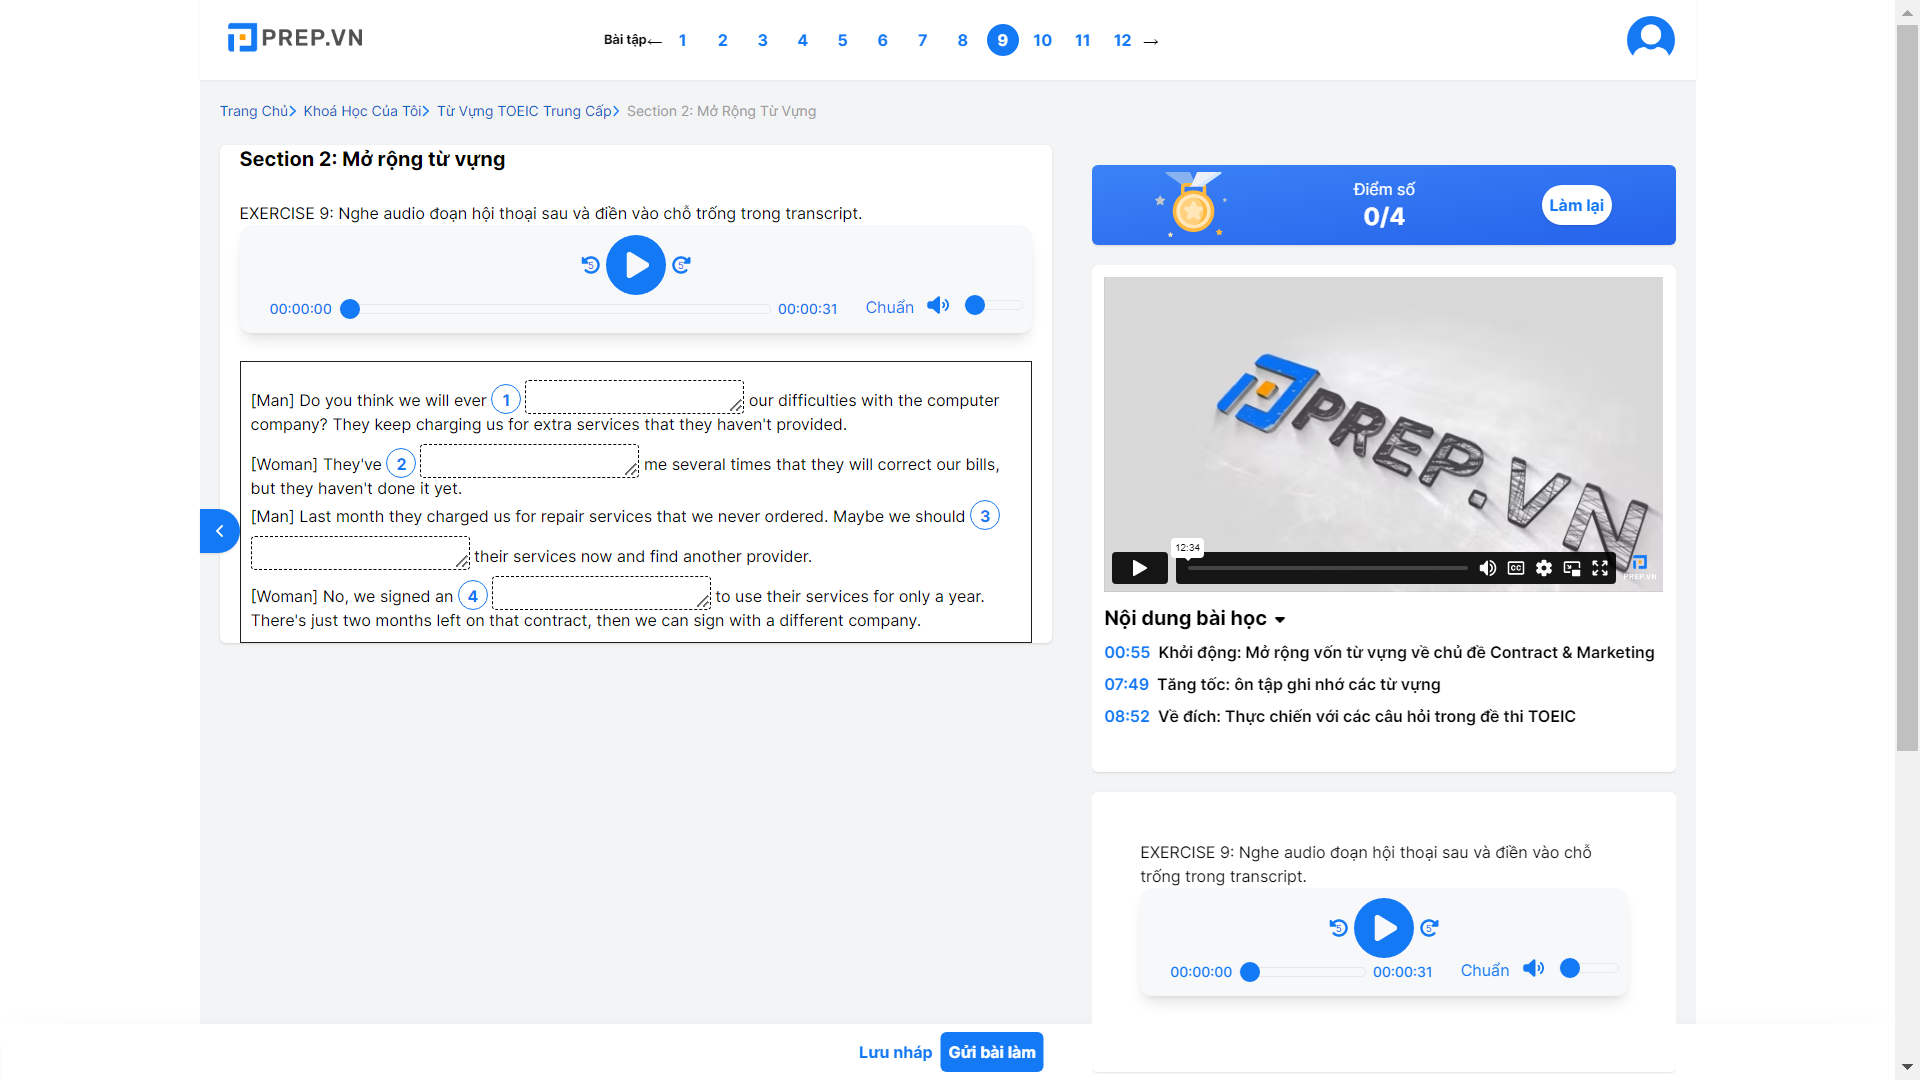 PREP.VN
Bài tập← 1 2 3 4 5 6 7 8 9 10 11 12 →
Trang Chủ Khoá Học Của Tôi Từ Vựng TOEIC Trung Cấp Section 2: Mở Rộng Từ Vựng
Section 2: Mở rộng từ vựng
EXERCISE 9: Nghe audio đoạn hội thoại sau và điền vào chỗ trống trong transcript.
5 5
00:00:00 00:00:31 Chuẩn
[Man] Do you think we will ever 1 our difficulties with the computer
company? They keep charging us for extra services that they haven't provided.
[Woman] They've 2 me several times that they will correct our bills,
but they haven't done it yet.
[Man] Last month they charged us for repair services that we never ordered. Maybe we should 3
their services now and find another provider.
[Woman] No, we signed an 4 to use their services for only a year.
There's just two months left on that contract, then we can sign with a different company.
Điểm số
0/4
Làm lại
PREP.VN
12:34
CC
PREP.VN
Nội dung bài học
00:55 Khởi động: Mở rộng vốn từ vựng về chủ đề Contract & Marketing
07:49 Tăng tốc: ôn tập ghi nhớ các từ vựng
08:52 Về đích: Thực chiến với các câu hỏi trong đề thi TOEIC
EXERCISE 9: Nghe audio đoạn hội thoại sau và điền vào chỗ
trống trong transcript.
5 5
00:00:00 00:00:31 Chuẩn
Lưu nháp Gửi bài làm